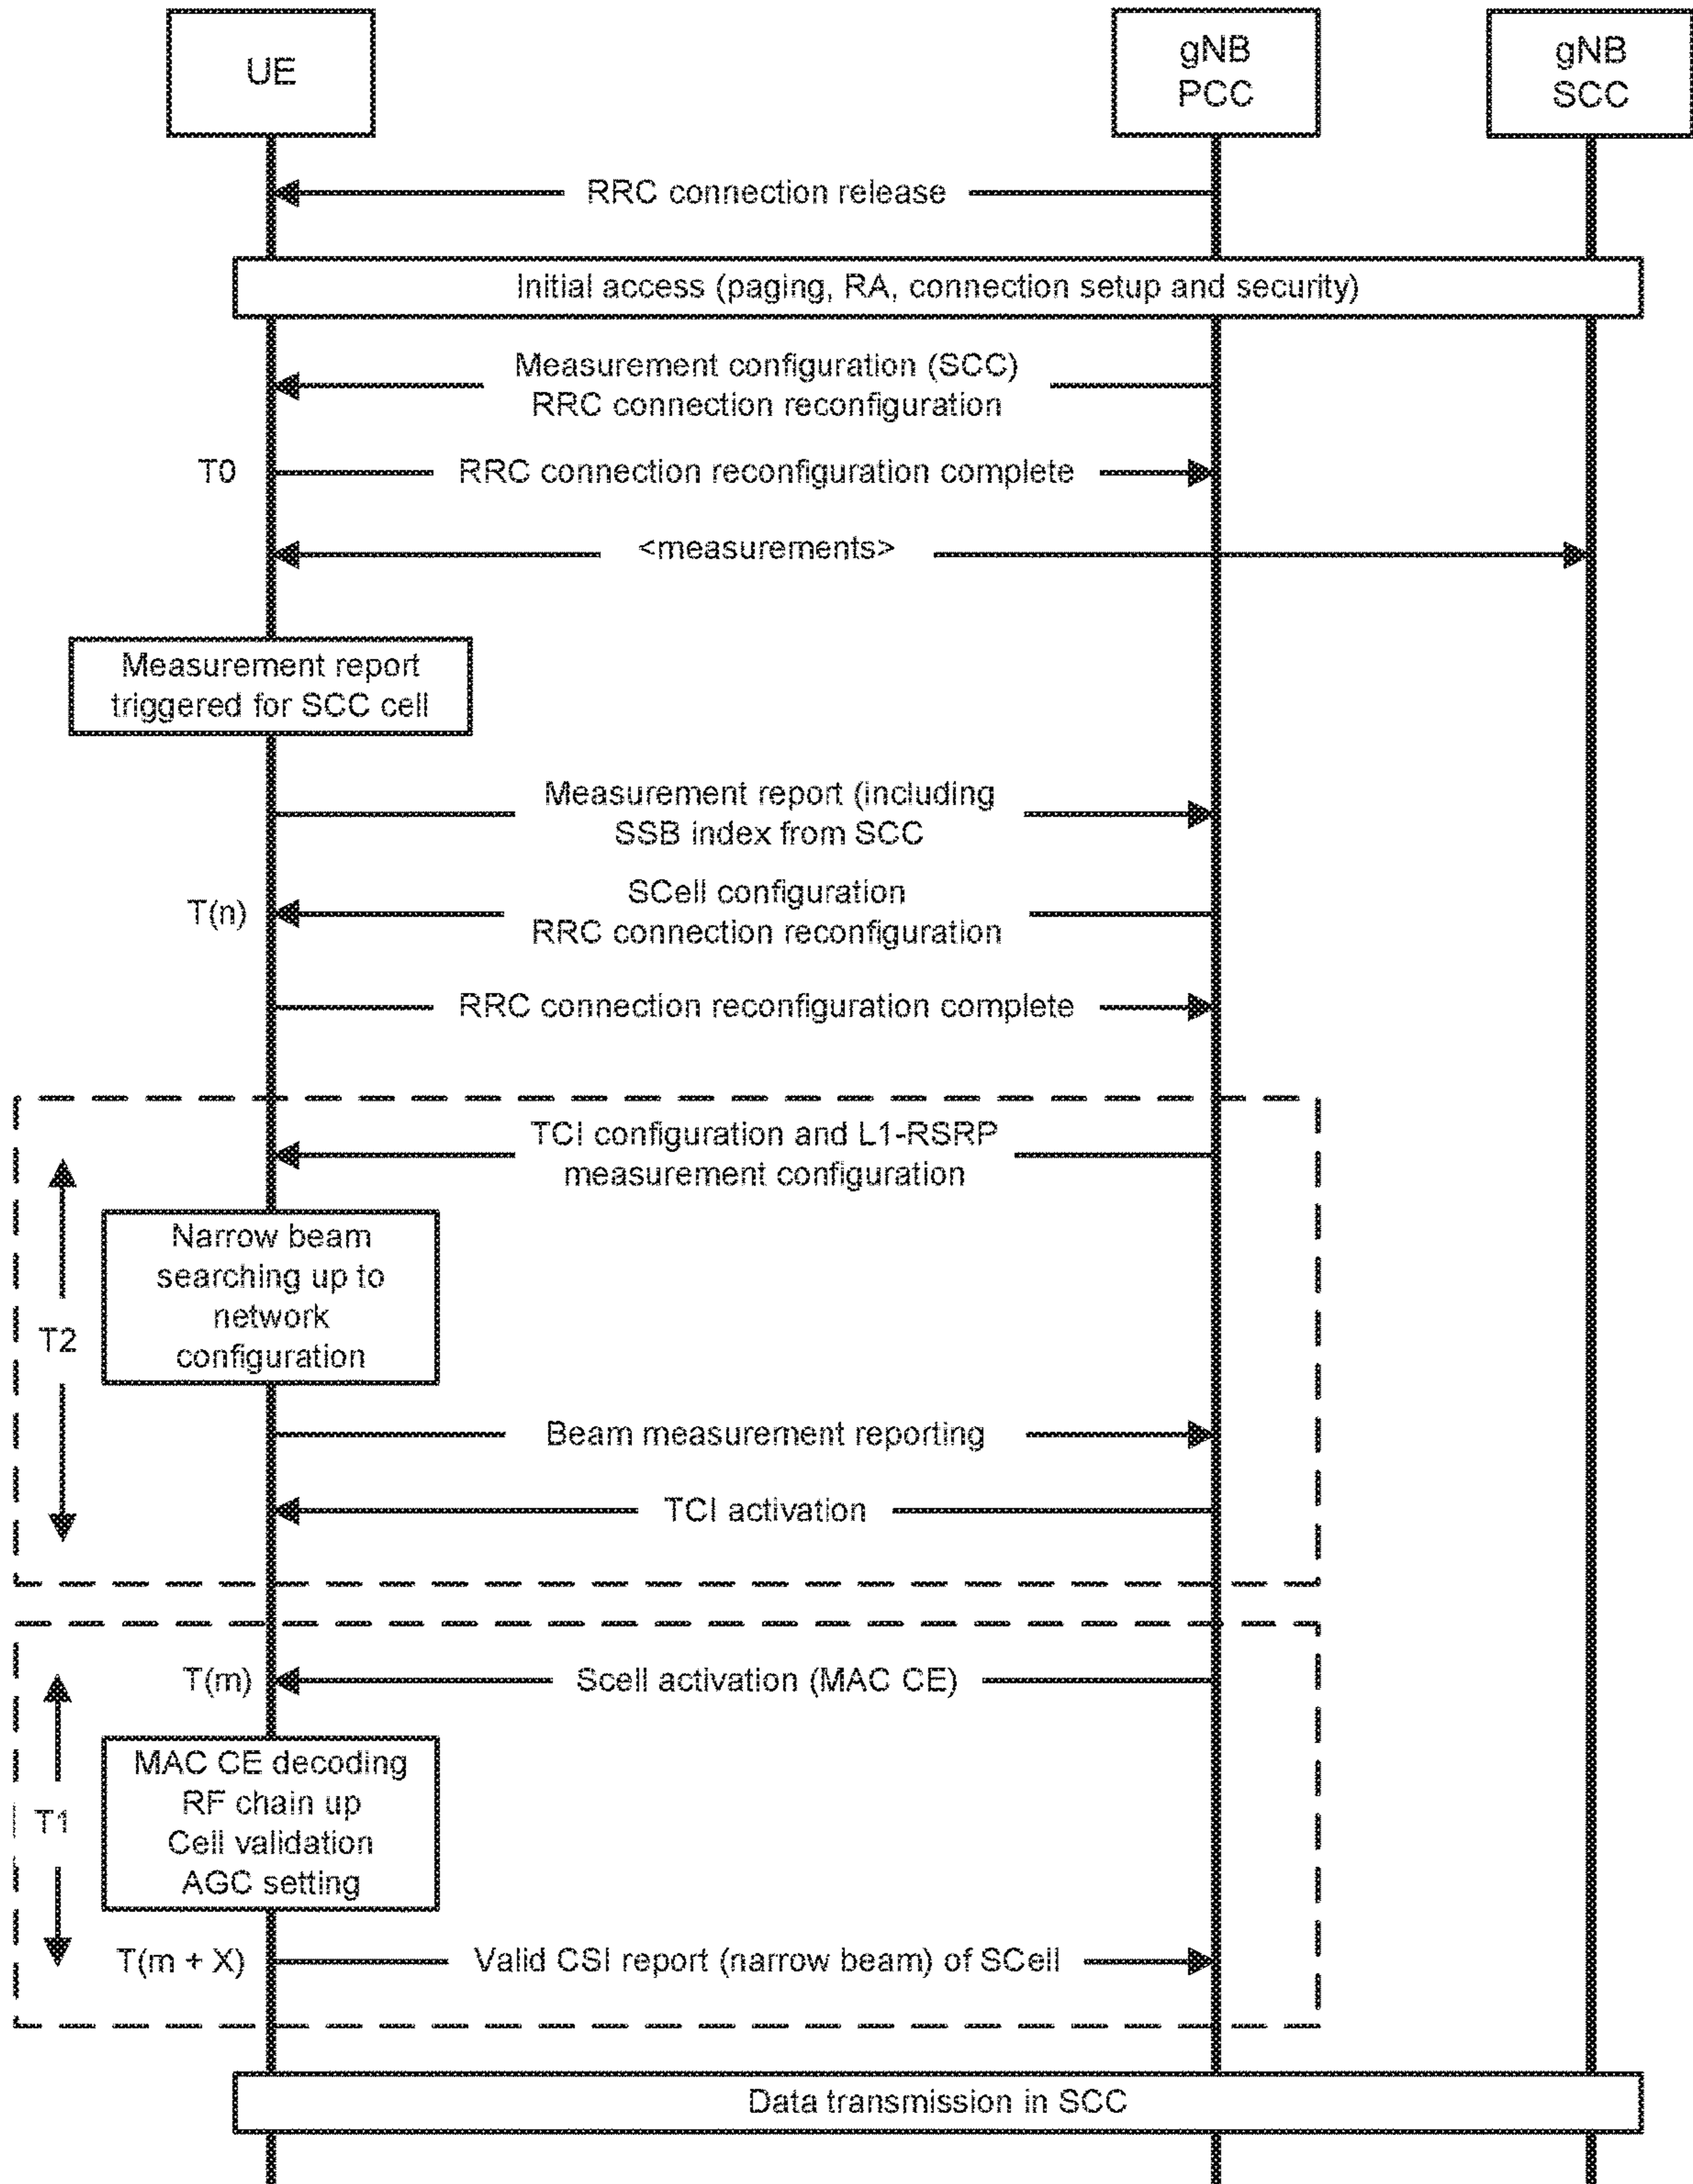 UE
gNB
PCC
gNB
SCC
RRC connection release
Initial access (paging, RA, connection setup and security)
Measurement configuration (SCC)
RRC connection reconfiguration
T0
RRC connection reconfiguration complete
<measurements>
Measurement report
triggered for SCC cell
Measurement report (including
SSB index from SCC
T(n)
SCell configuration
RRC connection reconfiguration
RRC connection reconfiguration complete
TCI configuration and L1-RSRP
measurement configuration
T2
Narrow beam
searching up to
network
configuration
Beam measurement reporting
TCI activation
T(m)
Scell activation (MAC CE)
T1
MAC CE decoding
RF chain up
Cell validation
AGC setting
T(m + X)
Valid CSI report (narrow beam) of SCell
Data transmission in SCC